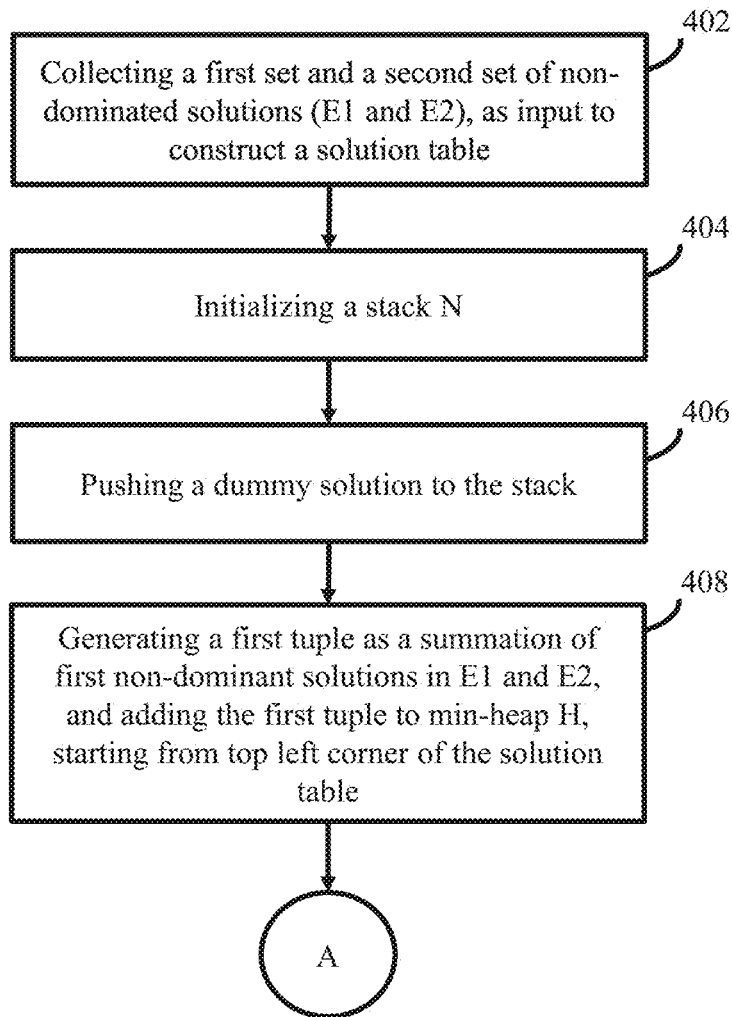 402
Collecting a first set and a second set of non-
dominated solutions (E1 and E2), as input to
construct a solution table
404
Initializing a stack N
406
Pushing a dummy solution to the stack
408
Generating a first tuple as a summation of
first non-dominant solutions in E1 and E2,
and adding the first tuple to min-heap H,
starting from top left corner of the solution
table
A